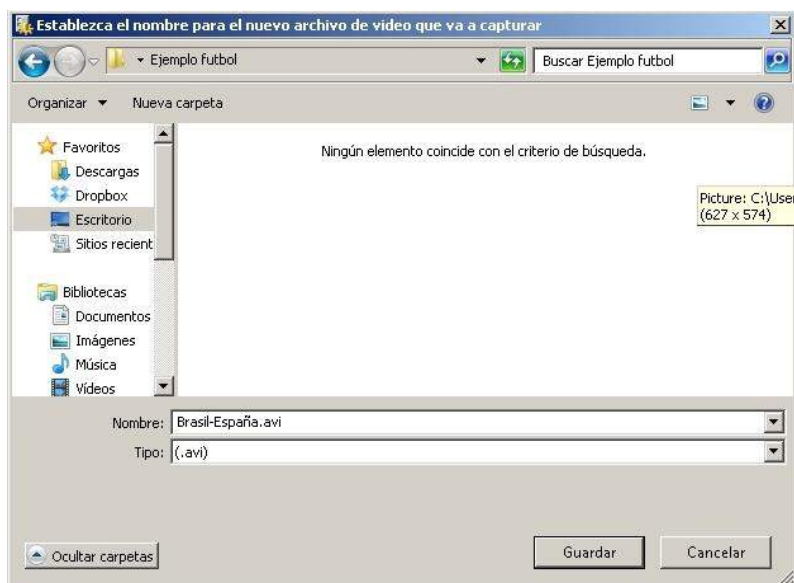 Establezca el nombre para el nuevo archivo de video que va a capturar
Ejemplo futbol
Buscar Ejemplo futbol
Organizar
Nueva carpeta
Favoritos
Descargas
Dropbox
Escritorio
Sitios recient
Bibliotecas
Documentos
Imágenes
Música
Vídeos
Ningún elemento coincide con el criterio de búsqueda.
Picture: C:\Use
(627 x 574)
Nombre: Brasil-España.avi
Tipo: (.avi)
Ocultar carpetas
Guardar
Cancelar